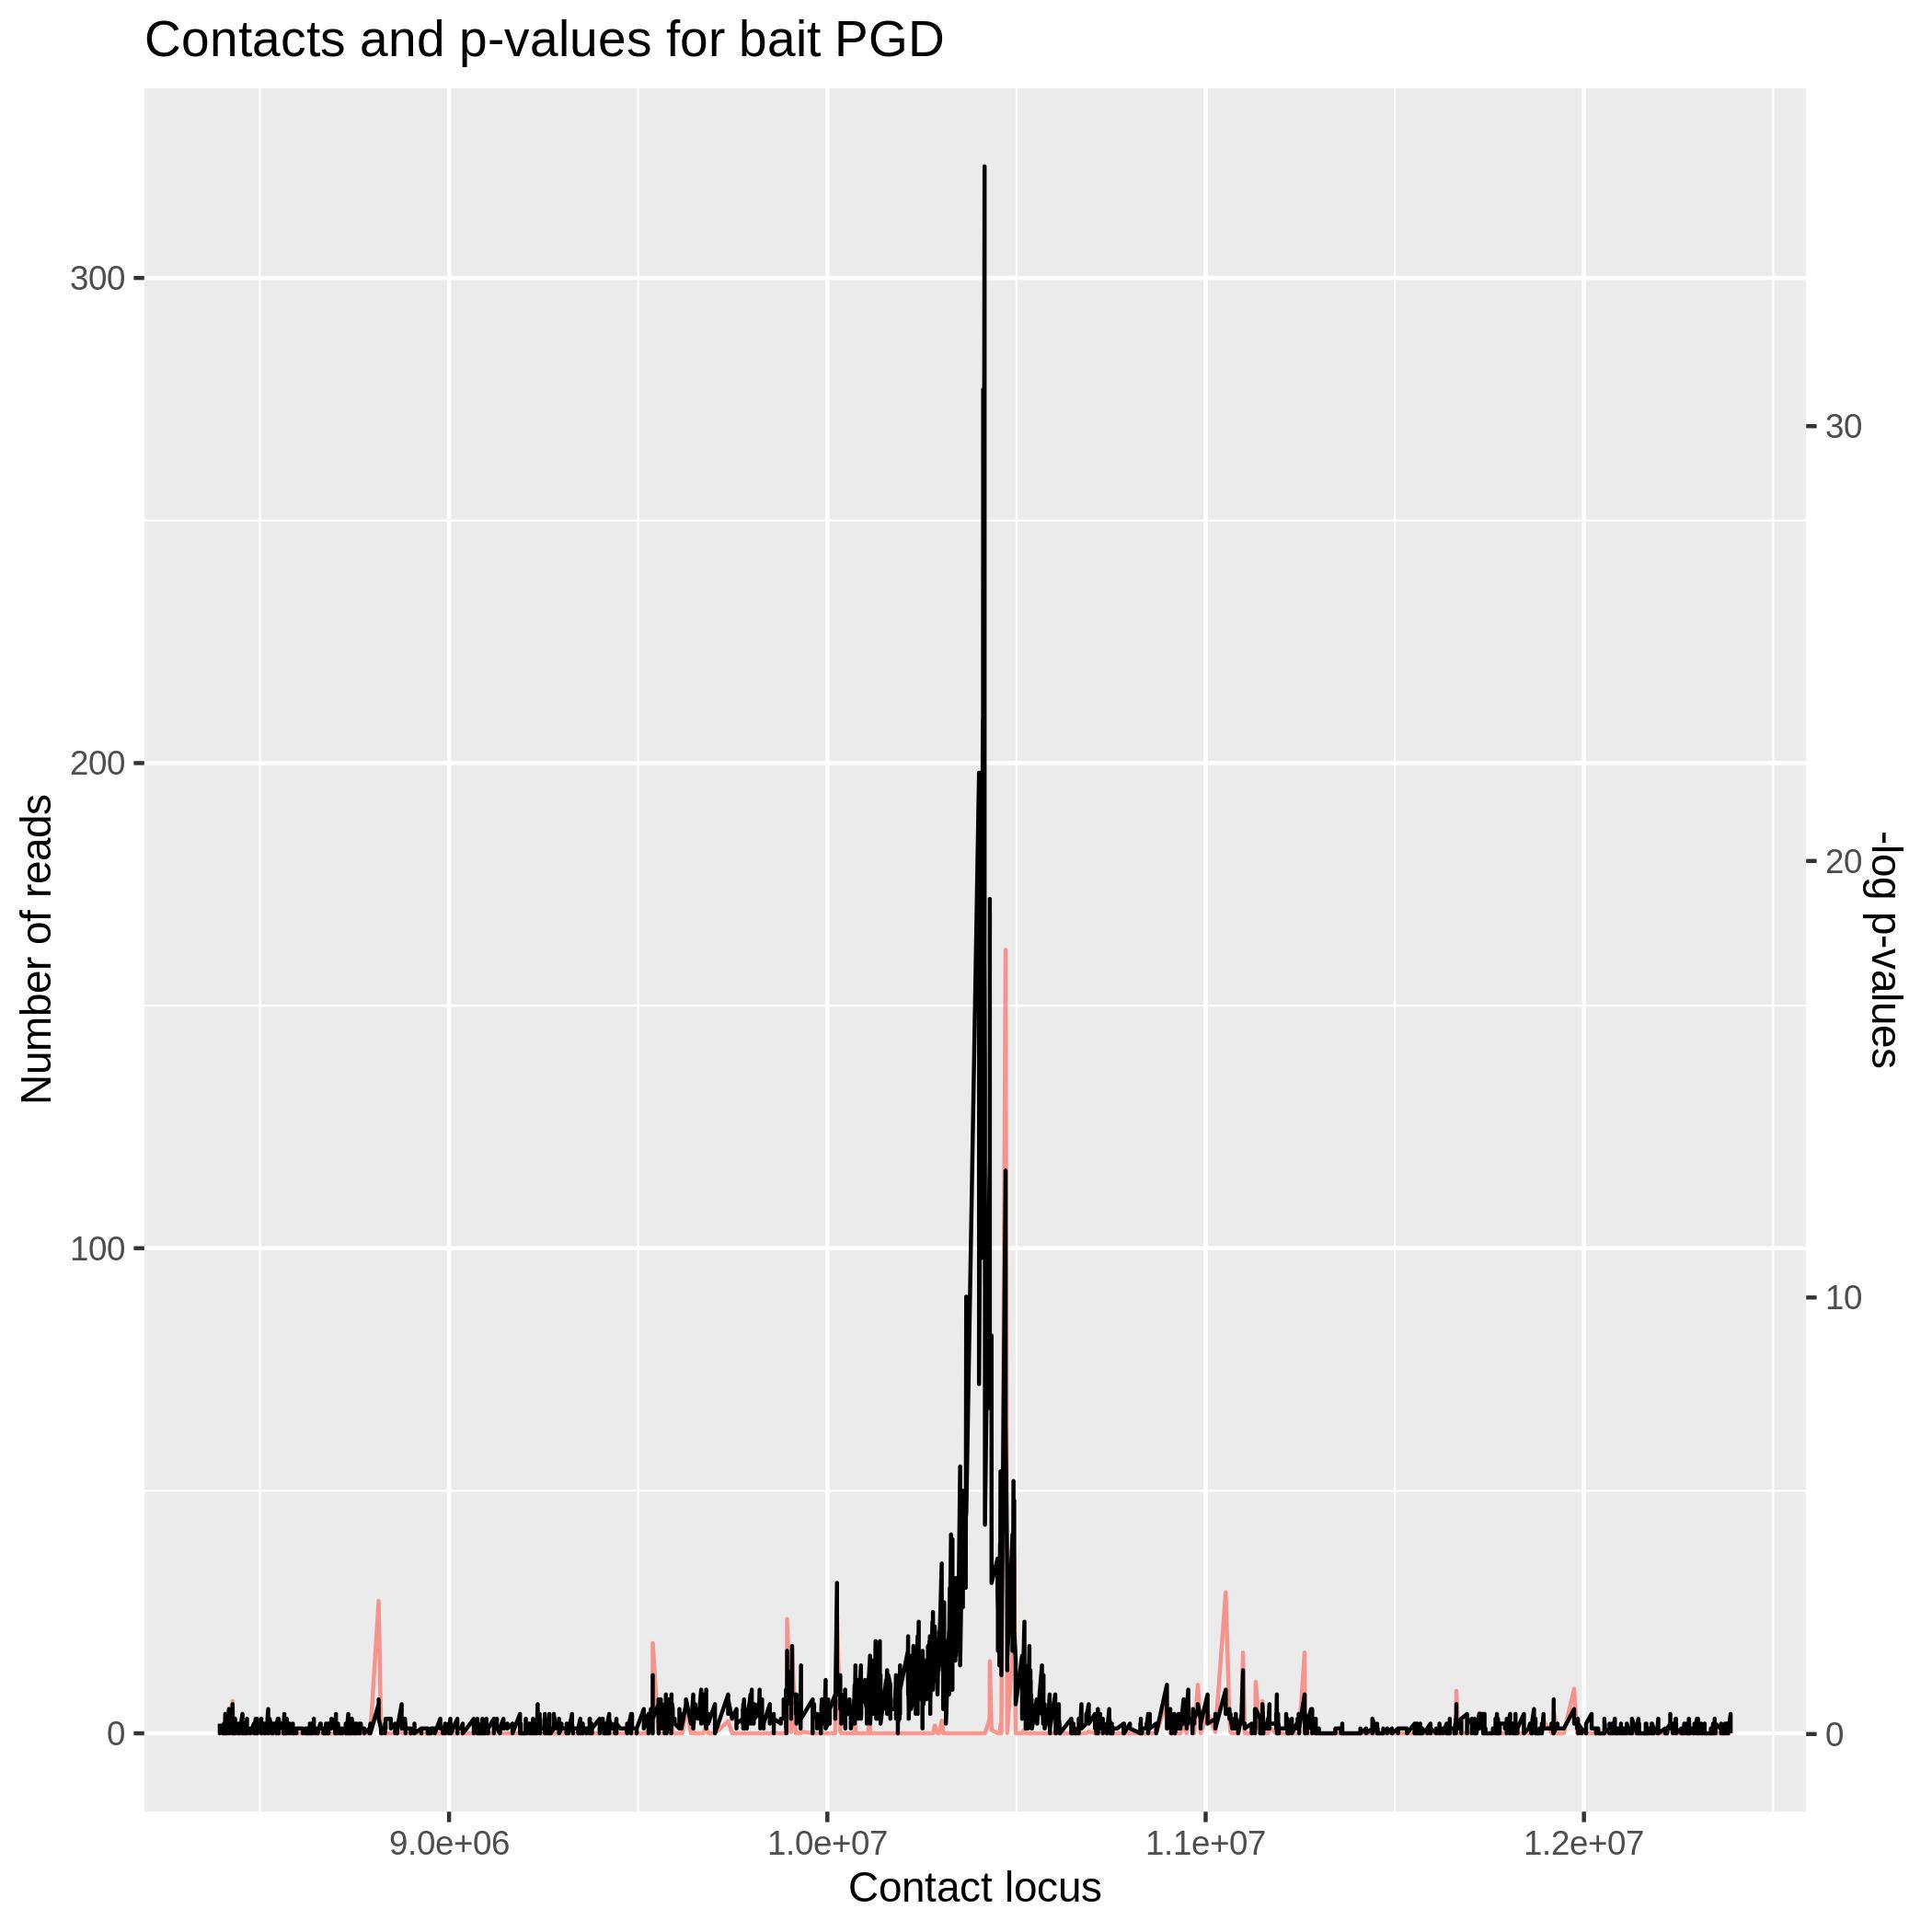 Contacts and p-values for bait PGD
Number of reads
300
200
100
0
30
20
10
0
-log p-values
9.0e+06
1.0e+07
1.1e+07
1.2e+07
Contact locus